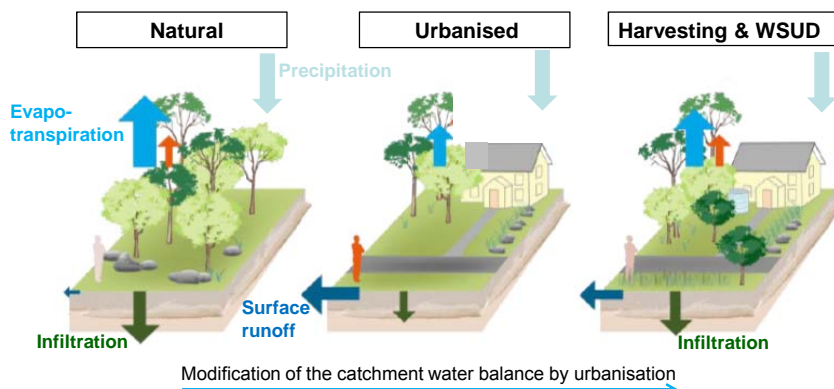 Natural
Urbanised
Harvesting & WSUD
Precipitation
Evapo-
transpiration
Surface
runoff
Infiltration
Infiltration
Modification of the catchment water balance by urbanisation